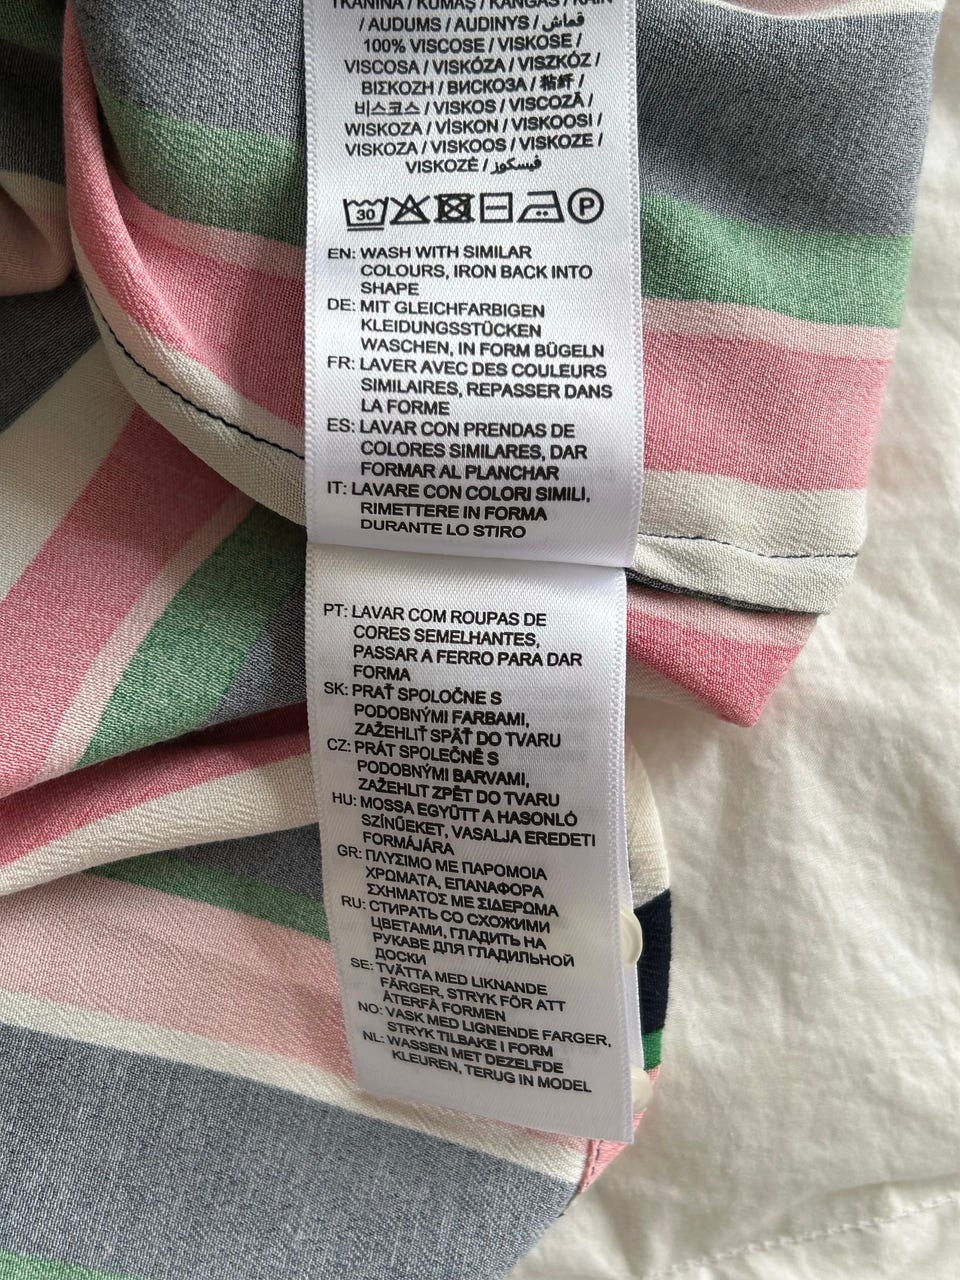 TKANINA / KUMAŞ / KANGAS / RAIN
/ AUDUMS / AUDINYS / قماش
100% VISCOSE / VISKOSE /
VISCOSA / VISKÓZA / VISZKÓZ /
ΒΙΣΚΟΖΗ / ВИСКОЗА / 粘纤 /
비스코스 / VISKOS / VISCOZĂ /
WISKOZA / VİSKON / VISKOOSI /
VISKOZA / VISKOOS / VISKOZE /
VISKOZĖ / فيسكوز
30 P
EN: WASH WITH SIMILAR
COLOURS, IRON BACK INTO
SHAPE
DE: MIT GLEICHFARBIGEN
KLEIDUNGSSTÜCKEN
WASCHEN, IN FORM BÜGELN
FR: LAVER AVEC DES COULEURS
SIMILAIRES, REPASSER DANS
LA FORME
ES: LAVAR CON PRENDAS DE
COLORES SIMILARES, DAR
FORMAR AL PLANCHAR
IT: LAVARE CON COLORI SIMILI,
RIMETTERE IN FORMA
DURANTE LO STIRO
PT: LAVAR COM ROUPAS DE
CORES SEMELHANTES,
PASSAR A FERRO PARA DAR
FORMA
SK: PRAŤ SPOLOČNE S
PODOBNÝMI FARBAMI,
ZAŽEHLIŤ SPÄŤ DO TVARU
CZ: PRÁT SPOLEČNĚ S
PODOBNÝMI BARVAMI,
ZAŽEHLIT ZPĚT DO TVARU
HU: MOSSA EGYÜTT A HASONLÓ
SZÍNŰEKET, VASALJA EREDETI
FORMÁJÁRA
GR: ΠΛΥΣΙΜΟ ΜΕ ΠΑΡΟΜΟΙΑ
ΧΡΩΜΑΤΑ, ΕΠΑΝΑΦΟΡΑ
ΣΧΗΜΑΤΟΣ ΜΕ ΣΙΔΕΡΩΜΑ
RU: СТИРАТЬ СО СХОЖИМИ
ЦВЕТАМИ, ГЛАДИТЬ НА
РУКАВЕ ДЛЯ ГЛАДИЛЬНОЙ
ДОСКИ
SE: TVÄTTA MED LIKNANDE
FÄRGER, STRYK FÖR ATT
ÅTERFÅ FORMEN
NO: VASK MED LIGNENDE FARGER,
STRYK TILBAKE I FORM
NL: WASSEN MET DEZELFDE
KLEUREN, TERUG IN MODEL